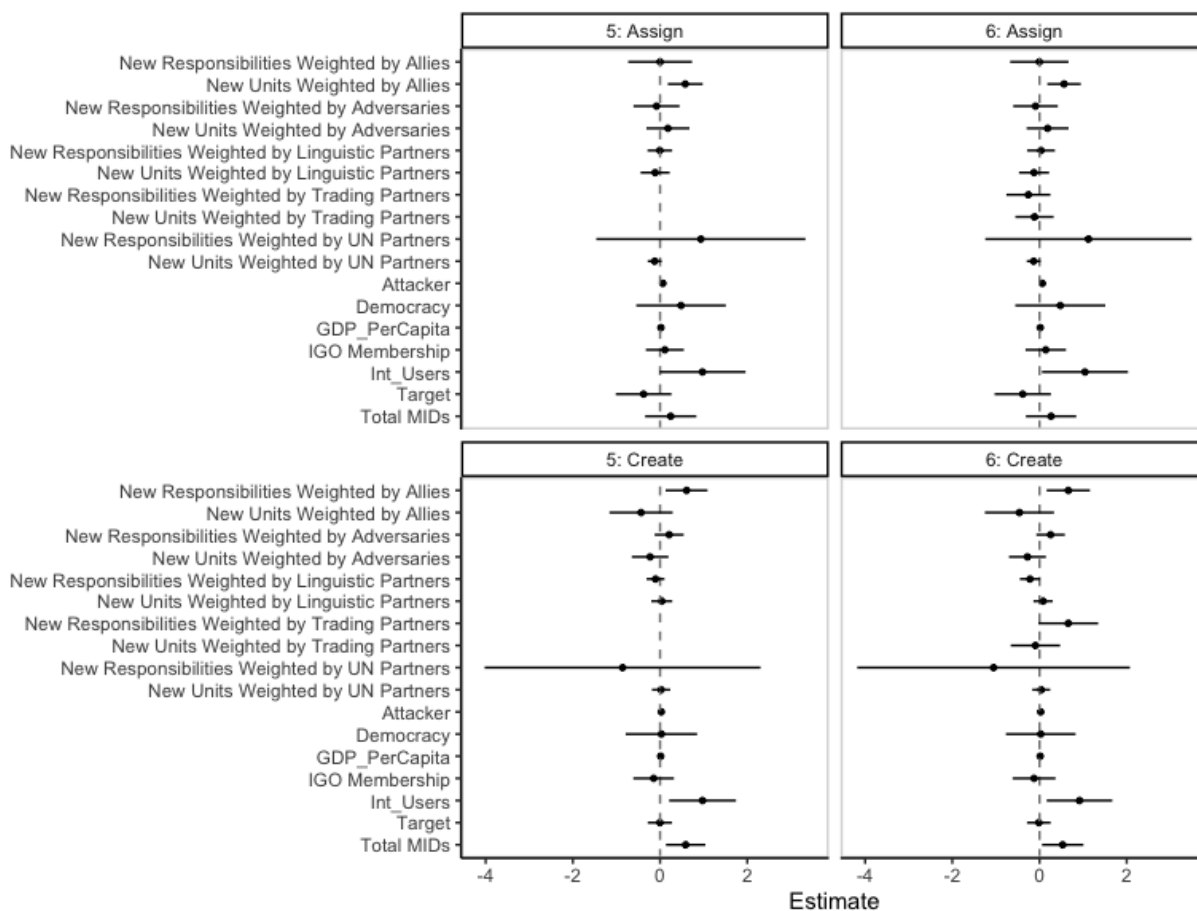 5: Assign
6: Assign
New Responsibilities Weighted by Allies
New Units Weighted by Allies
New Responsibilities Weighted by Adversaries
New Units Weighted by Adversaries
New Responsibilities Weighted by Linguistic Partners
New Units Weighted by Linguistic Partners
New Responsibilities Weighted by Trading Partners
New Units Weighted by Trading Partners
New Responsibilities Weighted by UN Partners
New Units Weighted by UN Partners
Attacker
Democracy
GDP_PerCapita
IGO Membership
Int_Users
Target
Total MIDs
5: Create
6: Create
New Responsibilities Weighted by Allies
New Units Weighted by Allies
New Responsibilities Weighted by Adversaries
New Units Weighted by Adversaries
New Responsibilities Weighted by Linguistic Partners
New Units Weighted by Linguistic Partners
New Responsibilities Weighted by Trading Partners
New Units Weighted by Trading Partners
New Responsibilities Weighted by UN Partners
New Units Weighted by UN Partners
Attacker
Democracy
GDP_PerCapita
IGO Membership
Int_Users
Target
Total MIDs
-4 -2 0 2 -4 -2 0 2
Estimate